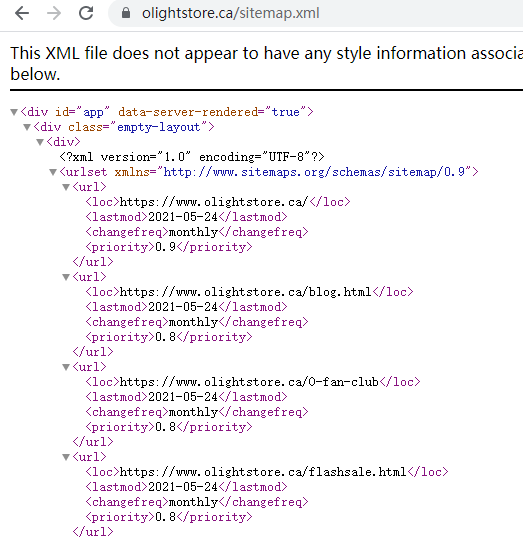 olightstore.ca/sitemap.xml
This XML file does not appear to have any style information associa
below.
<div id="app" data-server-rendered="true">
<div class="empty-layout">
<div>
<?xml version="1.0" encoding="UTF-8"?>
<urlset xmlns="http://www.sitemaps.org/schemas/sitemap/0.9">
<url>
<loc>https://www.olightstore.ca/</loc>
<lastmod>2021-05-24</lastmod>
<changefreq>monthly</changefreq>
<priority>0.9</priority>
</url>
<url>
<loc>https://www.olightstore.ca/blog.html</loc>
<lastmod>2021-05-24</lastmod>
<changefreq>monthly</changefreq>
<priority>0.8</priority>
</url>
<url>
<loc>https://www.olightstore.ca/O-fan-club</loc>
<lastmod>2021-05-24</lastmod>
<changefreq>monthly</changefreq>
<priority>0.8</priority>
</url>
<url>
<loc>https://www.olightstore.ca/flashsale.html</loc>
<lastmod>2021-05-24</lastmod>
<changefreq>monthly</changefreq>
<priority>0.8</priority>
</url>